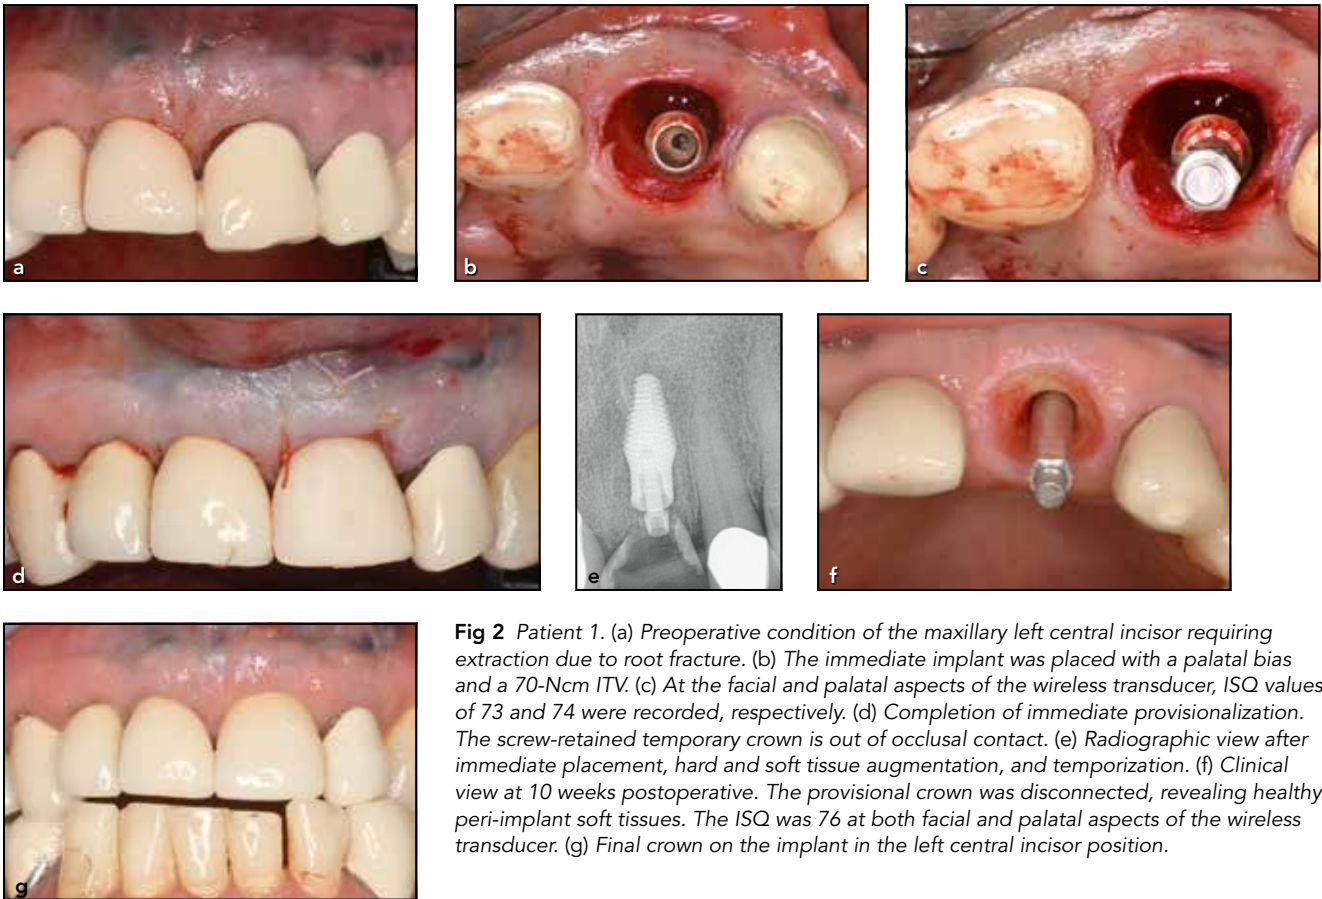 a
b
c
d
e
f
g
Fig 2 Patient 1. (a) Preoperative condition of the maxillary left central incisor requiring
extraction due to root fracture. (b) The immediate implant was placed with a palatal bias
and a 70-Ncm ITV. (c) At the facial and palatal aspects of the wireless transducer, ISQ values
of 73 and 74 were recorded, respectively. (d) Completion of immediate provisionalization.
The screw-retained temporary crown is out of occlusal contact. (e) Radiographic view after
immediate placement, hard and soft tissue augmentation, and temporization. (f) Clinical
view at 10 weeks postoperative. The provisional crown was disconnected, revealing healthy
peri-implant soft tissues. The ISQ was 76 at both facial and palatal aspects of the wireless
transducer. (g) Final crown on the implant in the left central incisor position.